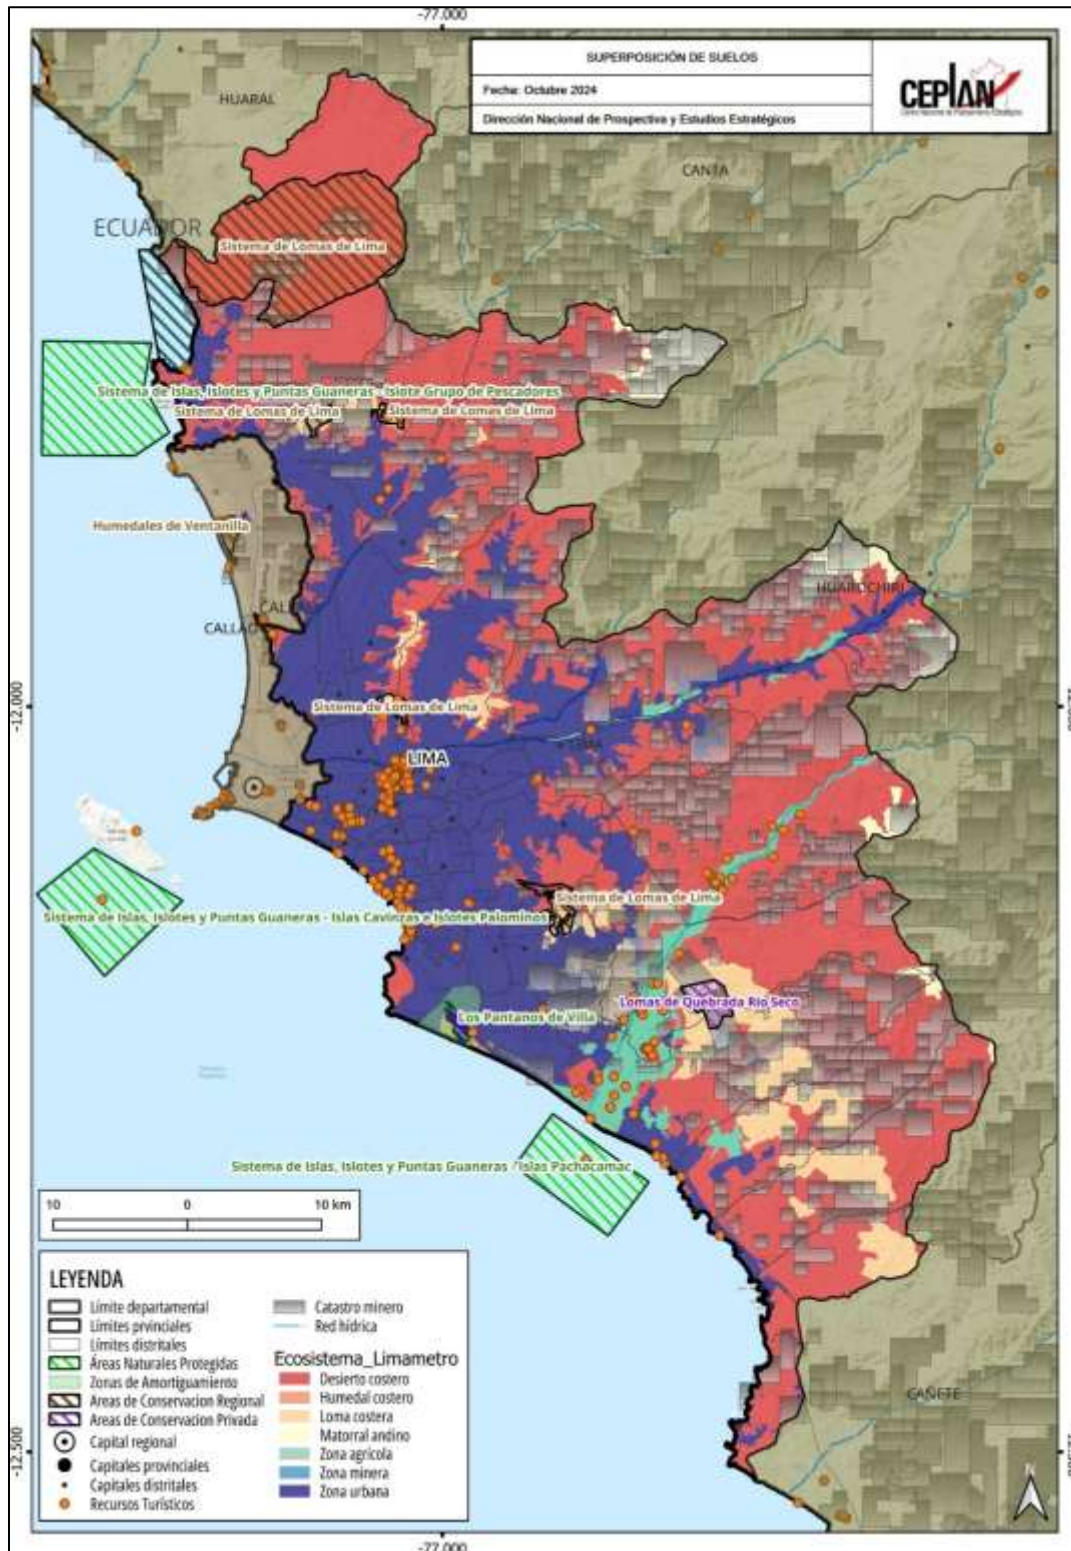 -77.000
SUPERPOSICIÓN DE SUELOS
Fecha: Octubre 2024
Dirección Nacional de Prospectiva y Estudios Estratégicos
CEPLAN
Centro Nacional de Planeamiento Estratégico
HUARAL
CANTA
ECUADOR
Sistema de Lomas de Lima
Sistema de Islas, Islotes y Puntas Guaneras - Islote Grupo de Pescadores
Sistema de Lomas de Lima
Sistema de Lomas de Lima
Humedales de Ventanilla
HUAROCHIRI
CALLAO
-12.000
Sistema de Lomas de Lima
LIMA
Sistema de Lomas de Lima
Sistema de Islas, Islotes y Puntas Guaneras - Islas Cavinzas e Islotes Palominos
Lomas de Quebrada Río Seco
Los Pantanos de Villa
Sistema de Islas, Islotes y Puntas Guaneras - Islas Pachacamac
10 0 10 km
LEYENDA
Límite departamental
Límites prvinciales
Límites distritales
Áreas Naturales Protegidas
Zonas de Amortiguamiento
Areas de Conservacion Regional
Areas de Conservacion Privada
Capital regional
Capitales provinciales
Capitales distritales
Recursos Turísticos
Catastro minero
Red hídrica
Ecosistema_Limametro
Desierto costero
Humedal costero
Loma costera
Matorral andino
Zona agrícola
Zona minera
Zona urbana
CAÑETE
-12.500
-77.000